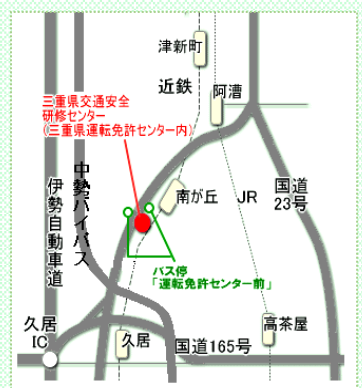 津新町
近鉄
阿漕
三重県交通安全
研修センター
(三重県運転免許センター内)
中勢バイパス
伊勢自動車道
南が丘
JR
国道
23号
バス停
「運転免許センター前」
久居
IC
久居
国道165号
高茶屋